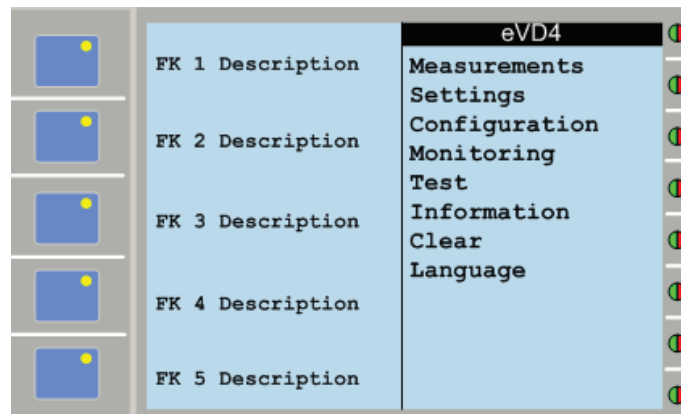 eVD4
FK 1 Description
FK 2 Description
FK 3 Description
FK 4 Description
FK 5 Description
Measurements
Settings
Configuration
Monitoring
Test
Information
Clear
Language